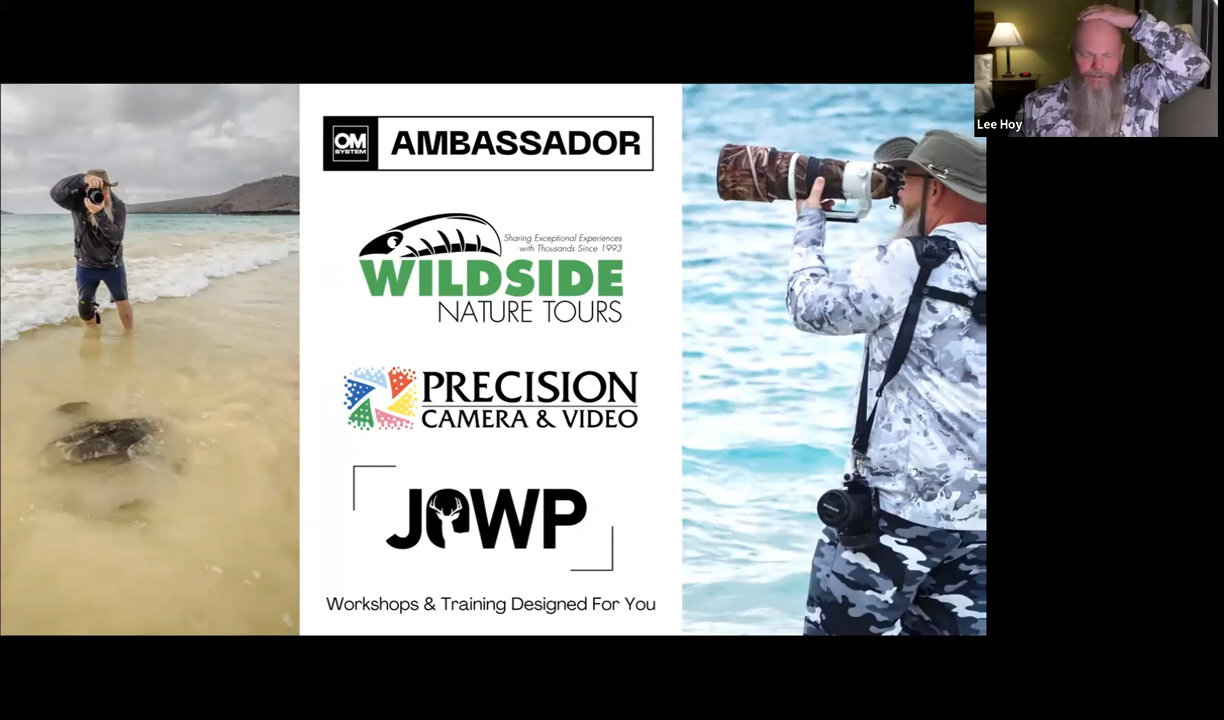 Lee Hoy
OM
SYSTEM
AMBASSADOR
Sharing Exceptional Experiences
with Thousands Since 1993
WILDSIDE
NATURE TOURS
PRECISION
CAMERA & VIDEO
JOWP
Workshops & Training Designed For You